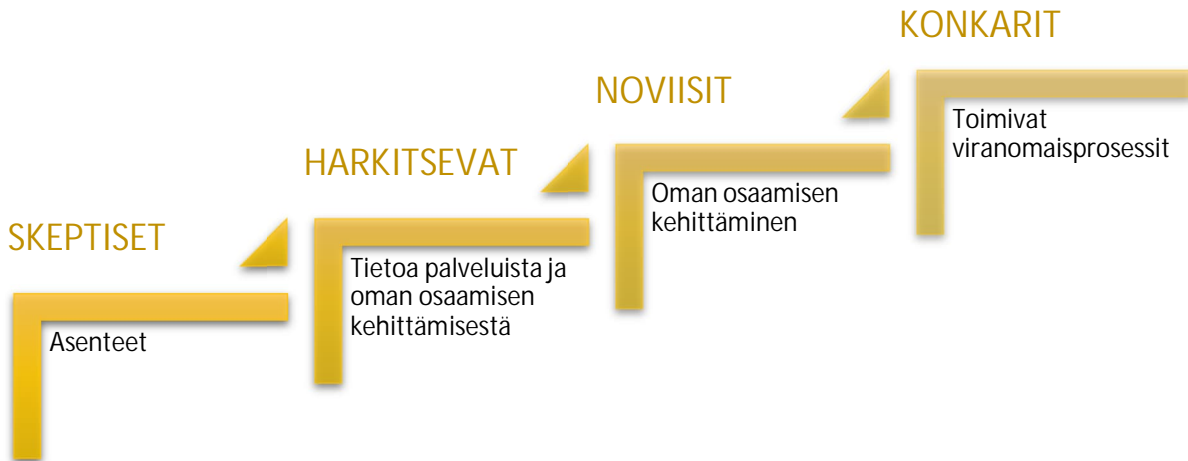 SKEPTISET
Asenteet
HARKITSEVAT
Tietoa palveluista ja
oman osaamisen
kehittämisestä
NOVIISIT
Oman osaamisen
kehittäminen
KONKARIT
Toimivat
viranomaisprosessit